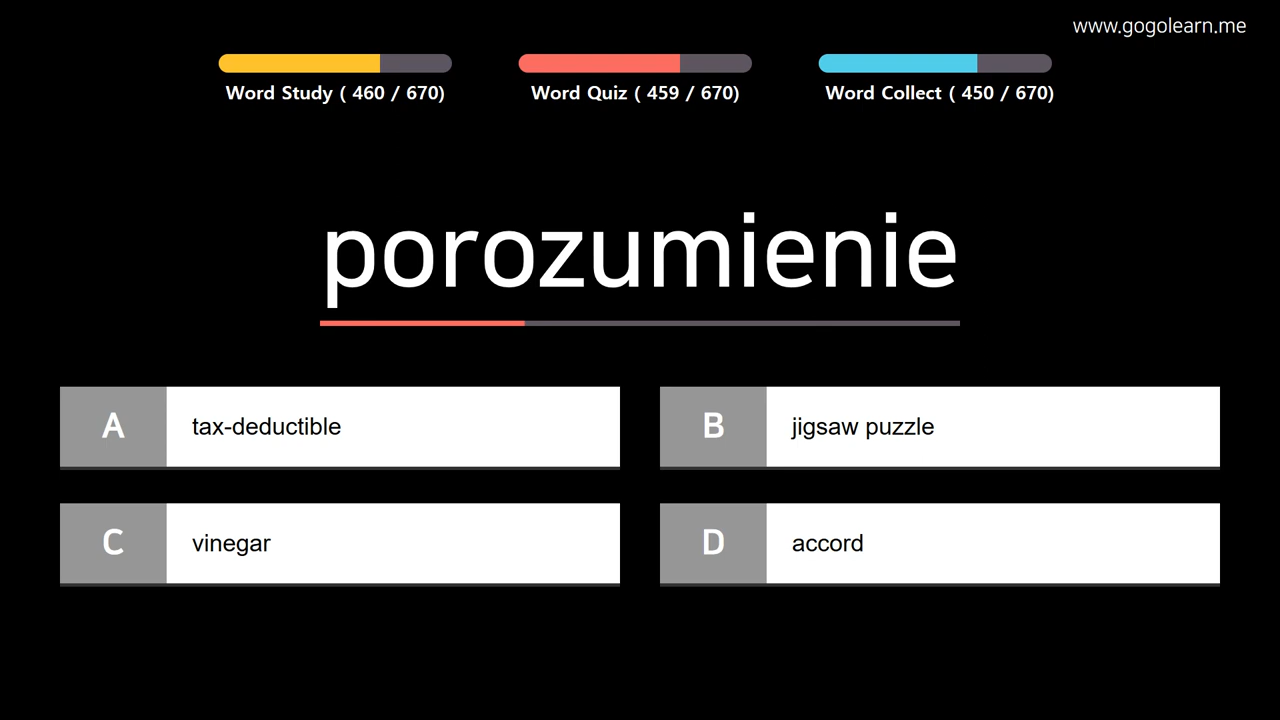 www.gogolearn.me
Word Study ( 460 / 670)
Word Quiz ( 459 / 670)
Word Collect ( 450 / 670)
porozumienie
A tax-deductible
B jigsaw puzzle
C vinegar
D accord